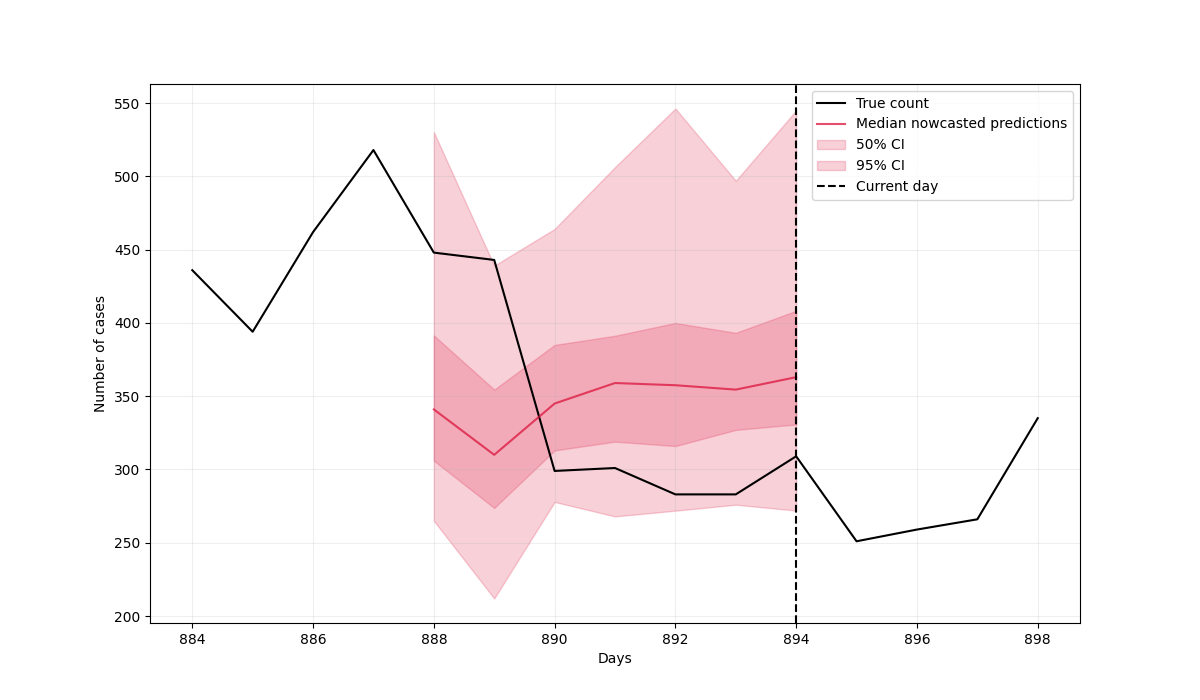 True count
Median nowcasted predictions
50% CI
95% CI
Current day
Number of cases
550
500
450
400
350
300
250
200
884 886 888 890 892 894 896 898
Days